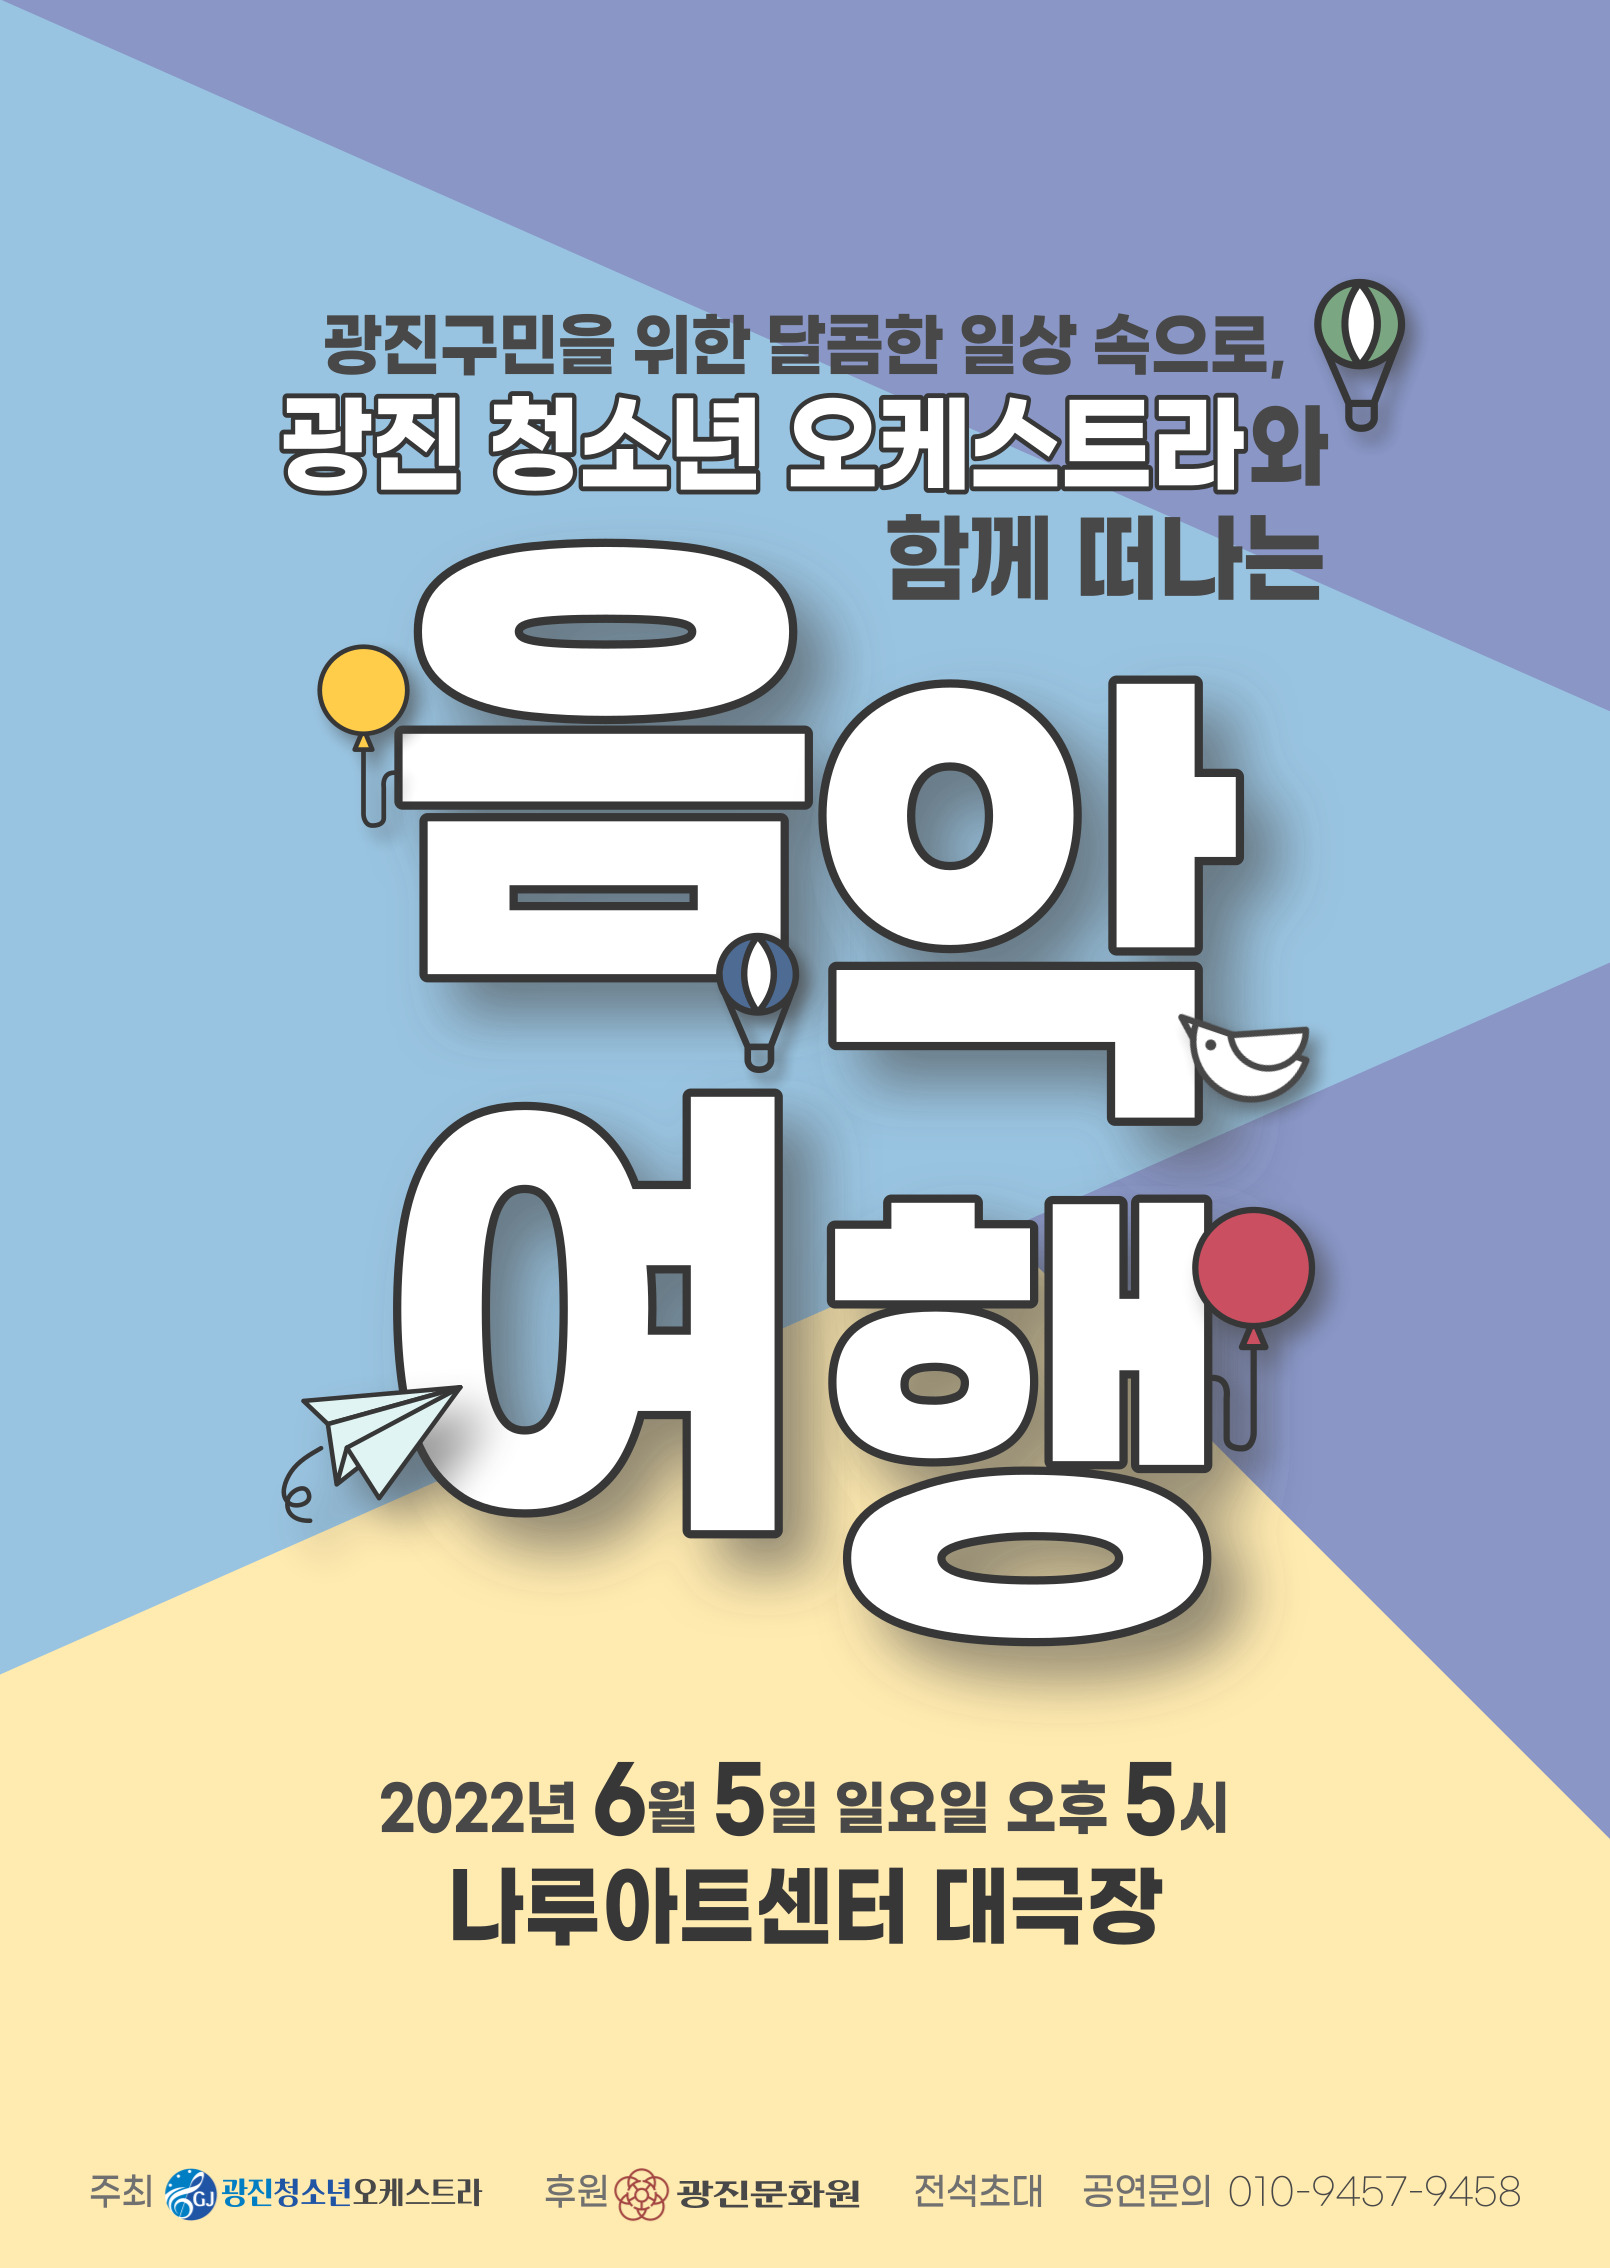 광진구민을 위한 달콤한 일상 속으로,
광진 청소년 오케스트라와
함께 떠나는
음악
여행
2022년 6월 5일 일요일 오후 5시
나루아트센터 대극장
주최 GJ 광진청소년오케스트라 후원 광진문화원 전석초대 공연문의 010-9457-9458